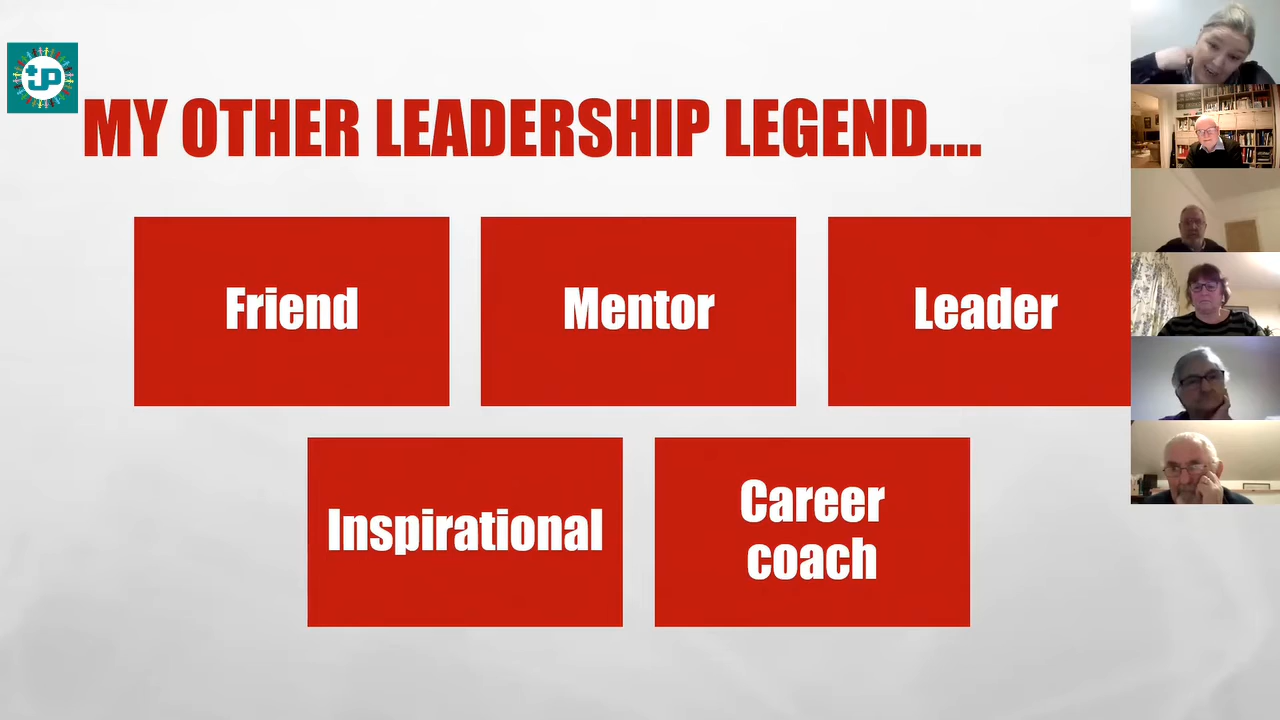 MY OTHER LEADERSHIP LEGEND....
Friend
Mentor
Leader
Inspirational
Career
coach